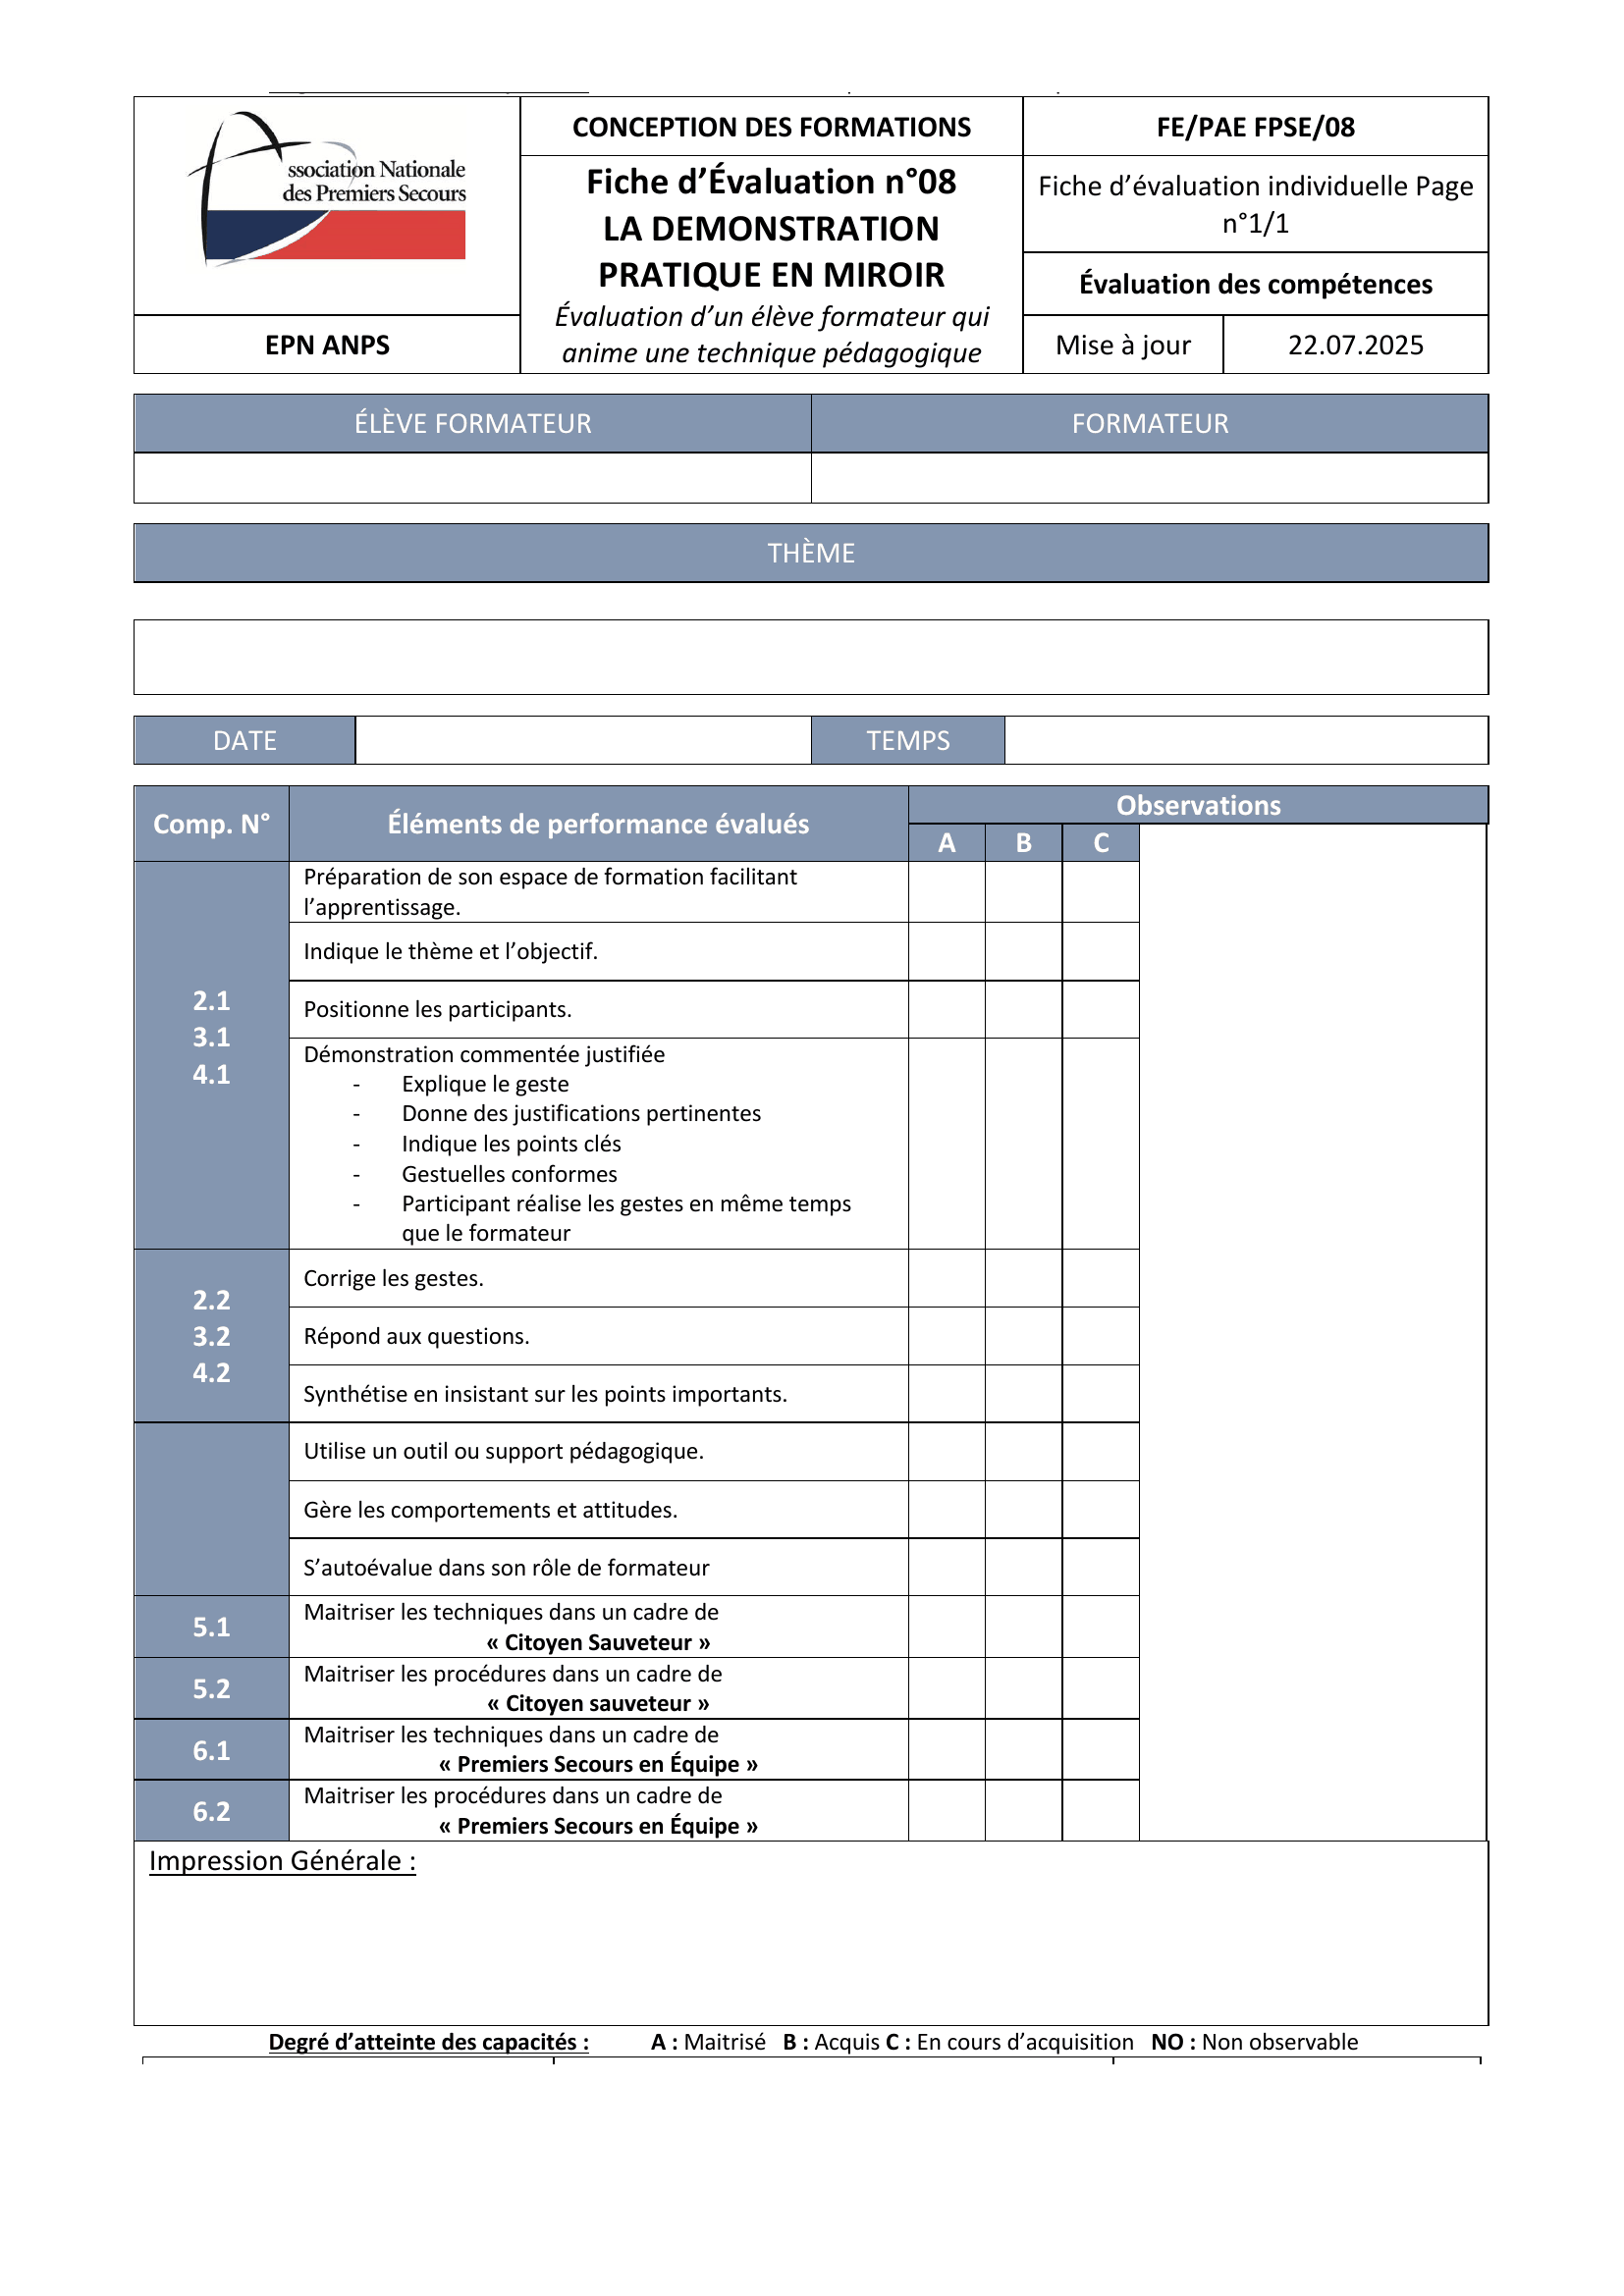 ssociation Nationale
des Premiers Secours
EPN ANPS
CONCEPTION DES FORMATIONS
Fiche d’Évaluation n°08
LA DEMONSTRATION
PRATIQUE EN MIROIR
Évaluation d’un élève formateur qui
anime une technique pédagogique
FE/PAE FPSE/08
Fiche d’évaluation individuelle Page
n°1/1
Évaluation des compétences
Mise à jour 22.07.2025
ÉLÈVE FORMATEUR FORMATEUR
THÈME
DATE TEMPS
Comp. N° Éléments de performance évalués Observations
A B C
2.1
3.1
4.1
Préparation de son espace de formation facilitant
l’apprentissage.
Indique le thème et l’objectif.
Positionne les participants.
Démonstration commentée justifiée
- Explique le geste
- Donne des justifications pertinentes
- Indique les points clés
- Gestuelles conformes
- Participant réalise les gestes en même temps
que le formateur
2.2
3.2
4.2
Corrige les gestes.
Répond aux questions.
Synthétise en insistant sur les points importants.
Utilise un outil ou support pédagogique.
Gère les comportements et attitudes.
S’autoévalue dans son rôle de formateur
5.1
Maitriser les techniques dans un cadre de
« Citoyen Sauveteur »
5.2
Maitriser les procédures dans un cadre de
« Citoyen sauveteur »
6.1
Maitriser les techniques dans un cadre de
« Premiers Secours en Équipe »
6.2
Maitriser les procédures dans un cadre de
« Premiers Secours en Équipe »
Impression Générale :
Degré d’atteinte des capacités : A : Maitrisé B : Acquis C : En cours d’acquisition NO : Non observable